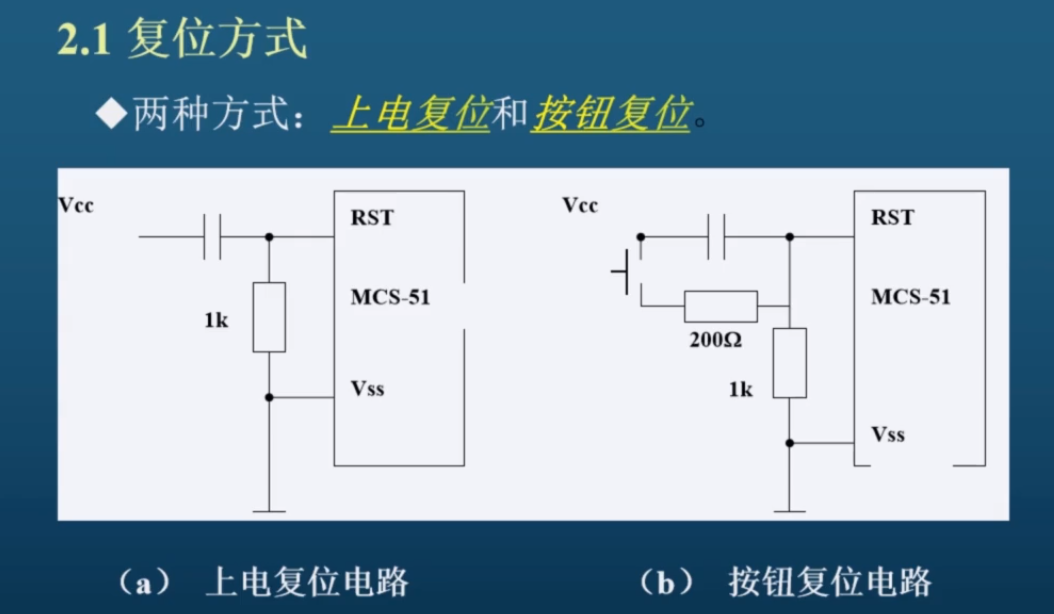 2.1 复位方式
◆两种方式：上电复位和按钮复位。
Vcc
RST
MCS-51
1k
Vss
Vcc
RST
MCS-51
200Ω
1k
Vss
（a） 上电复位电路
（b） 按钮复位电路